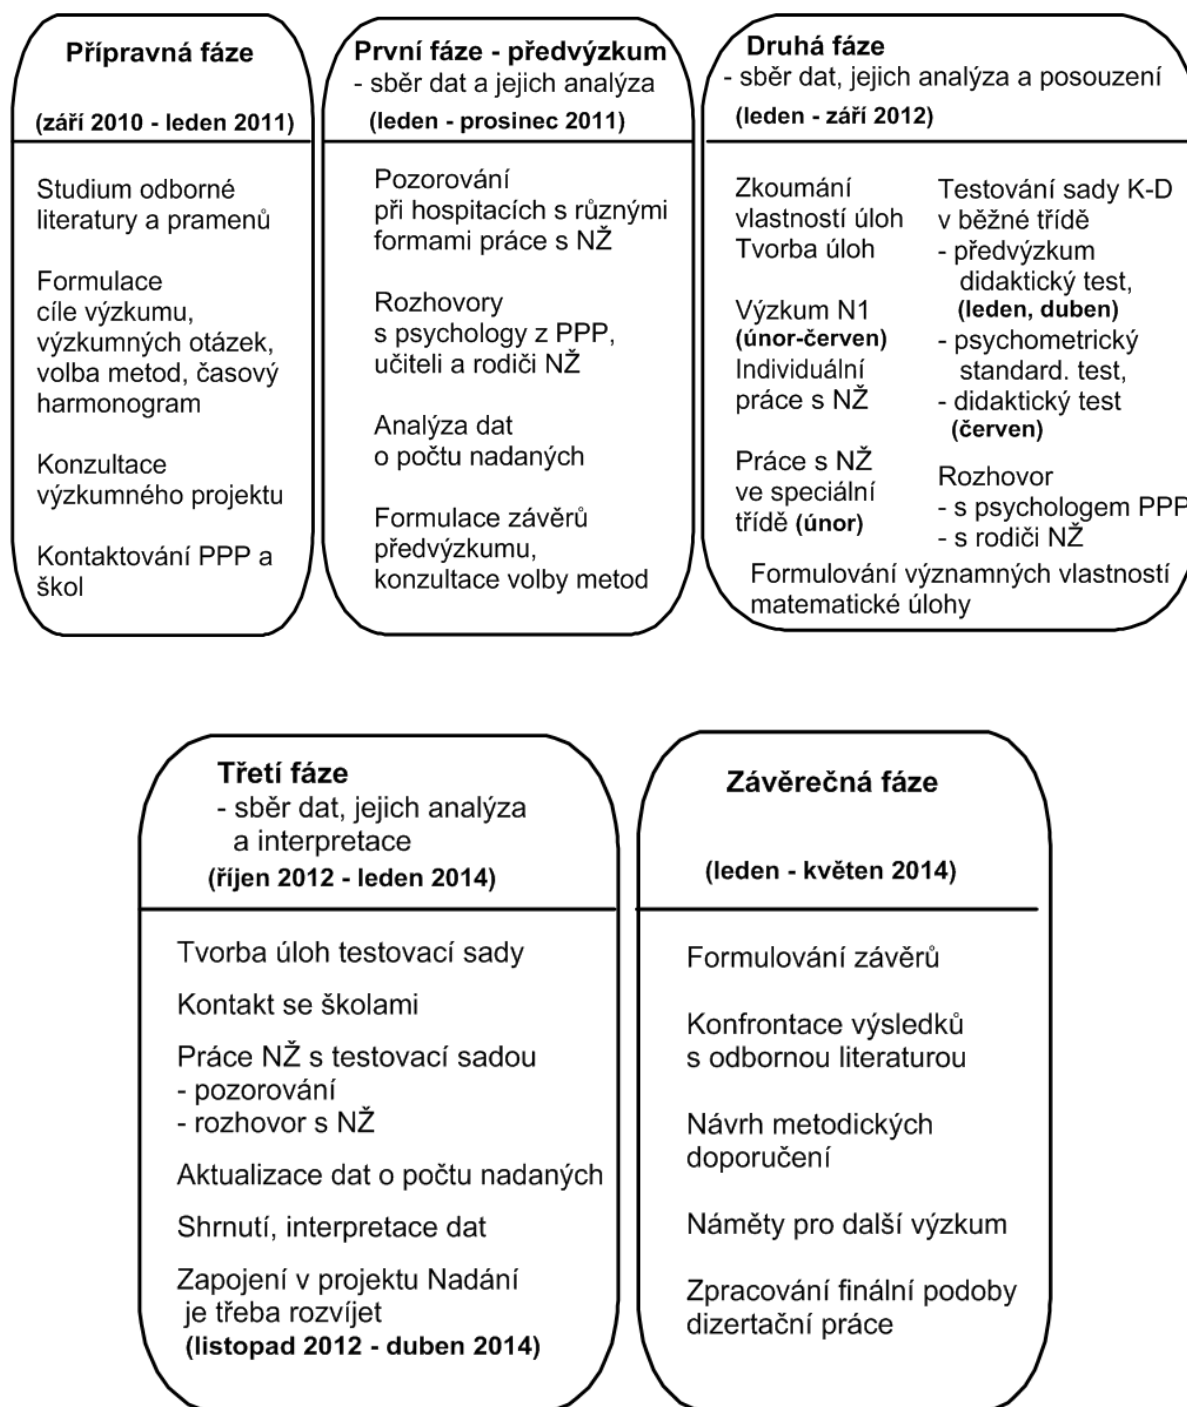 Přípravná fáze
(září 2010 - leden 2011)
Studium odborné
literatury a pramenů
Formulace
cíle výzkumu,
výzkumných otázek,
volba metod, časový
harmonogram
Konzultace
výzkumného projektu
Kontaktování PPP a
škol
První fáze - předvýzkum
- sběr dat a jejich analýza
(leden - prosinec 2011)
Pozorování
při hospitacích s různými
formami práce s NŽ
Rozhovory
s psychology z PPP,
učiteli a rodiči NŽ
Analýza dat
o počtu nadaných
Formulace závěrů
předvýzkumu,
konzultace volby metod
Druhá fáze
- sběr dat, jejich analýza a posouzení
(leden - září 2012)
Zkoumání
vlastností úloh
Tvorba úloh
Výzkum N1
(únor-červen)
Individuální
práce s NŽ
Práce s NŽ
ve speciální
třídě (únor)
Testování sady K-D
v běžné třídě
- předvýzkum
didaktický test,
(leden, duben)
- psychometrický
standard. test,
- didaktický test
(červen)
Rozhovor
- s psychologem PPP
- s rodiči NŽ
Formulování významných vlastností
matematické úlohy
Třetí fáze
- sběr dat, jejich analýza
a interpretace
(říjen 2012 - leden 2014)
Tvorba úloh testovací sady
Kontakt se školami
Práce NŽ s testovací sadou
- pozorování
- rozhovor s NŽ
Aktualizace dat o počtu nadaných
Shrnutí, interpretace dat
Zapojení v projektu Nadání
je třeba rozvíjet
(listopad 2012 - duben 2014)
Závěrečná fáze
(leden - květen 2014)
Formulování závěrů
Konfrontace výsledků
s odbornou literaturou
Návrh metodických
doporučení
Náměty pro další výzkum
Zpracování finální podoby
dizertační práce